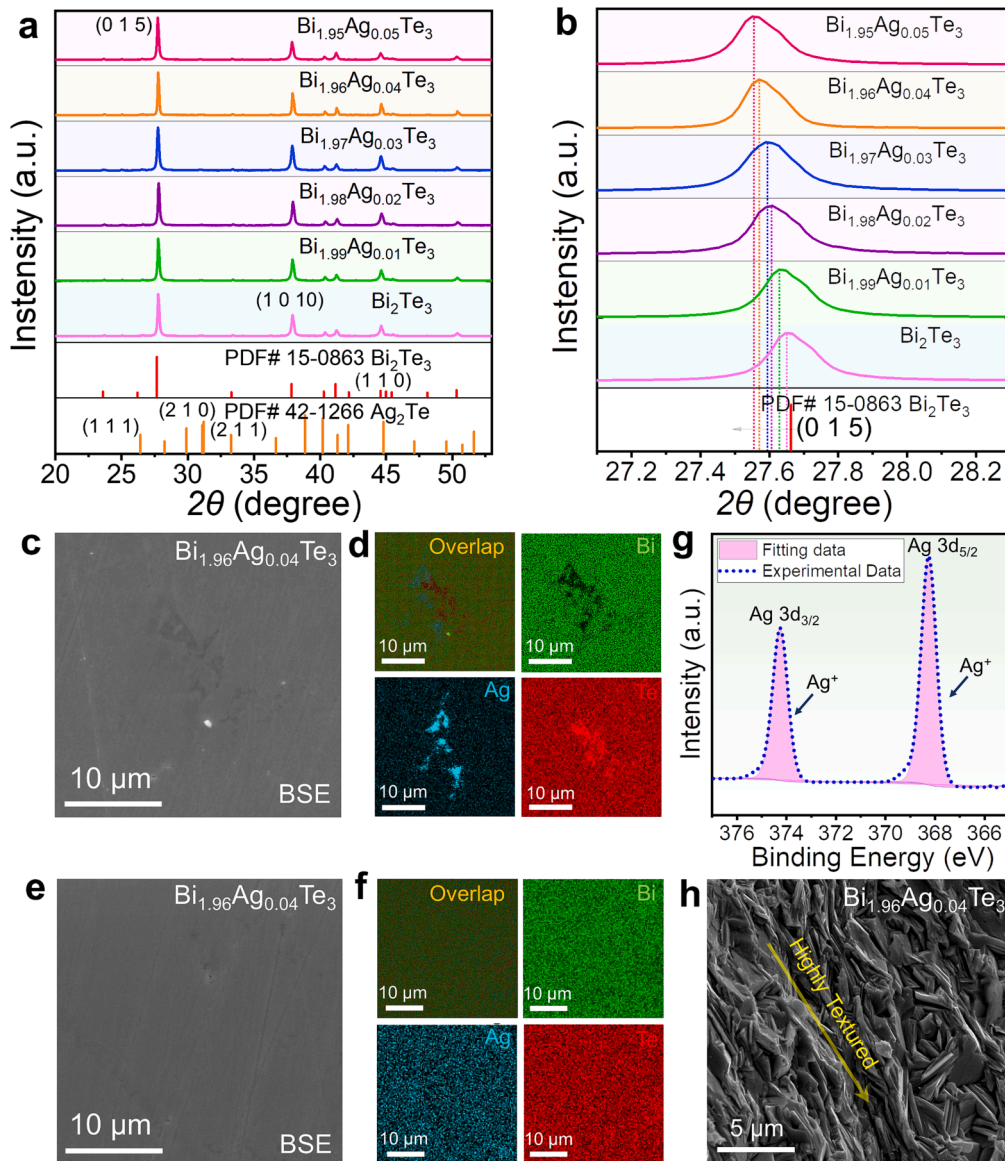 a
Instensity (a.u.)
(0 1 5)
Bi₁.₉₅Ag₀.₀₅Te₃
Bi₁.₉₆Ag₀.₀₄Te₃
Bi₁.₉₇Ag₀.₀₃Te₃
Bi₁.₉₈Ag₀.₀₂Te₃
Bi₁.₉₉Ag₀.₀₁Te₃
(1 0 10)
Bi₂Te₃
PDF# 15-0863 Bi₂Te₃
(1 1 0)
(2 1 0)
PDF# 42-1266 Ag₂Te
(1 1 1)
(2 1 1)
20 25 30 35 40 45 50
2θ (degree)
b
Instensity (a.u.)
Bi₁.₉₅Ag₀.₀₅Te₃
Bi₁.₉₆Ag₀.₀₄Te₃
Bi₁.₉₇Ag₀.₀₃Te₃
Bi₁.₉₈Ag₀.₀₂Te₃
Bi₁.₉₉Ag₀.₀₁Te₃
Bi₂Te₃
PDF# 15-0863 Bi₂Te₃
(0 1 5)
27.2 27.4 27.6 27.8 28.0 28.2
2θ (degree)
c
Bi₁.₉₆Ag₀.₀₄Te₃
10 μm
BSE
d
Overlap
10 μm
Bi
10 μm
Ag
10 μm
Te
10 μm
g
Fitting data
Experimental Data
Ag 3d₅/₂
Ag 3d₃/₂
Ag⁺
Ag⁺
Intensity (a.u.)
376 374 372 370 368 366
Binding Energy (eV)
e
Bi₁.₉₆Ag₀.₀₄Te₃
10 μm
BSE
f
Overlap
10 μm
Bi
10 μm
Ag
10 μm
Te
10 μm
h
Bi₁.₉₆Ag₀.₀₄Te₃
Highly Textured
5 μm